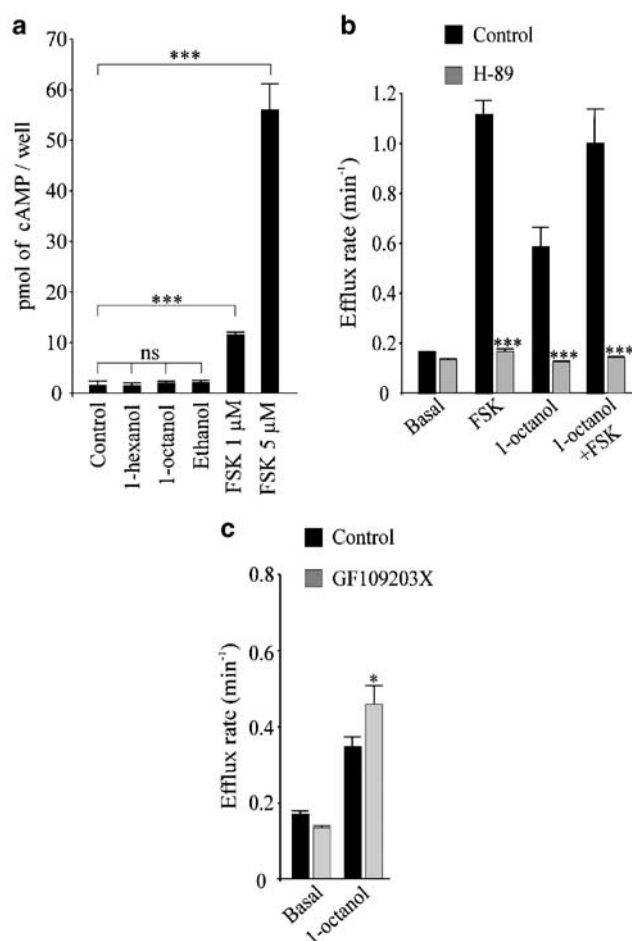 a
pmol of cAMP / well
70
60
50
40
30
20
10
0
***
***
ns
Control
1-hexanol
1-octanol
Ethanol
FSK 1 µM
FSK 5 µM
b
Control
H-89
Efflux rate (min-1)
1.2
1.0
0.8
0.6
0.4
0.2
0
***
***
***
Basal
FSK
1-octanol
1-octanol
+FSK
c
Control
GF109203X
Efflux rate (min-1)
0.8
0.6
0.4
0.2
0
*
Basal
1-octanol